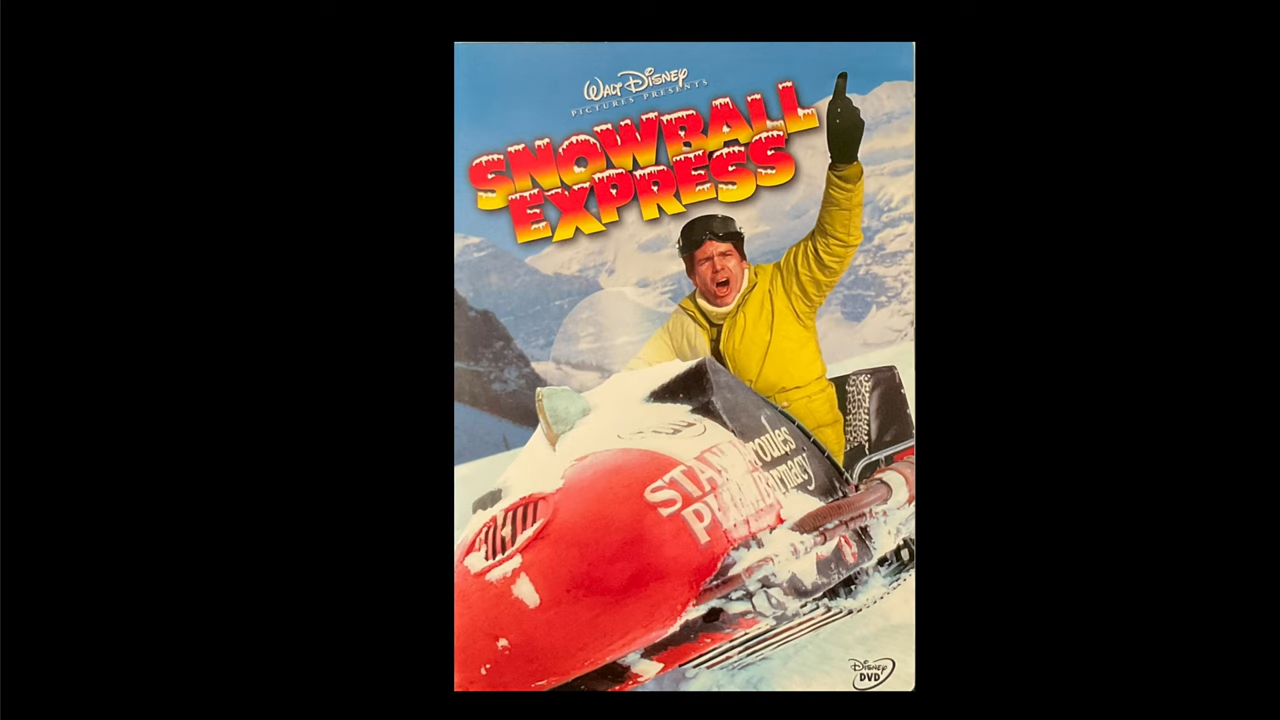 WALT DISNEY
PICTURES PRESENTS
SNOWBALL
EXPRESS
DISNEY
DVD